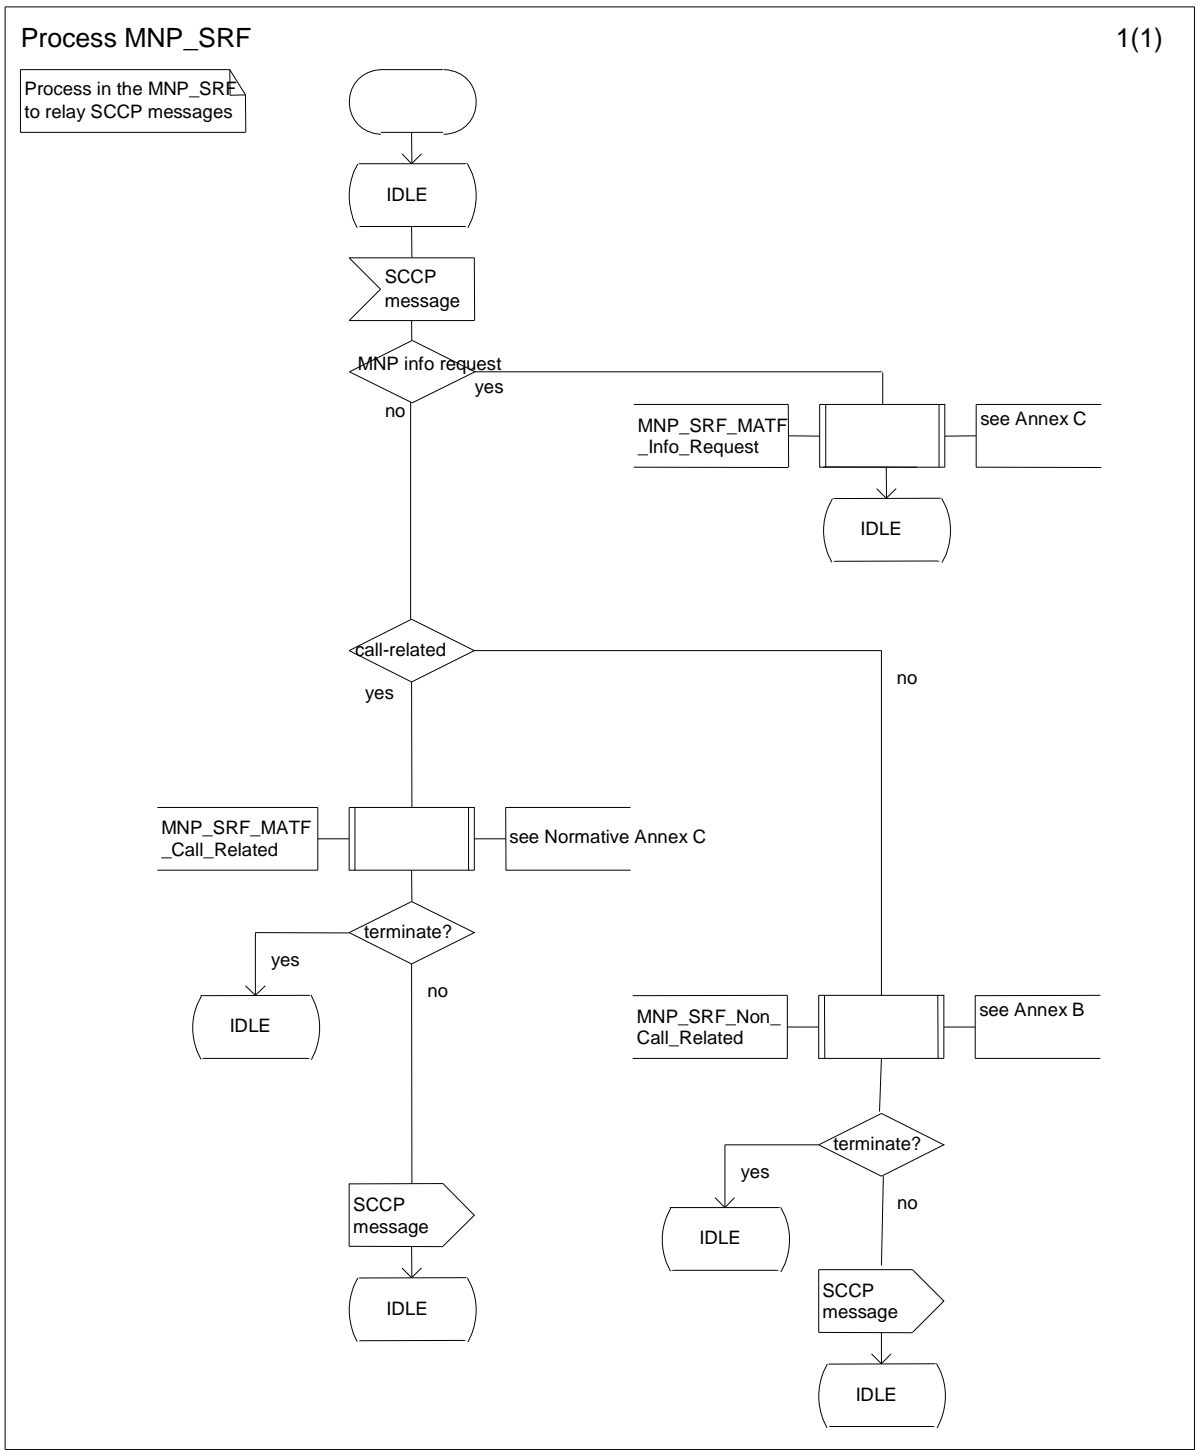 Process MNP_SRF
1(1)
Process in the MNP_SRF
to relay SCCP messages
IDLE
SCCP
message
MNP info request
yes
no
MNP_SRF_MATF
_Info_Request
see Annex C
IDLE
call-related
no
yes
MNP_SRF_MATF
_Call_Related
see Normative Annex C
terminate?
yes
no
IDLE
MNP_SRF_Non_
Call_Related
see Annex B
terminate?
yes
no
IDLE
SCCP
message
IDLE
SCCP
message
IDLE